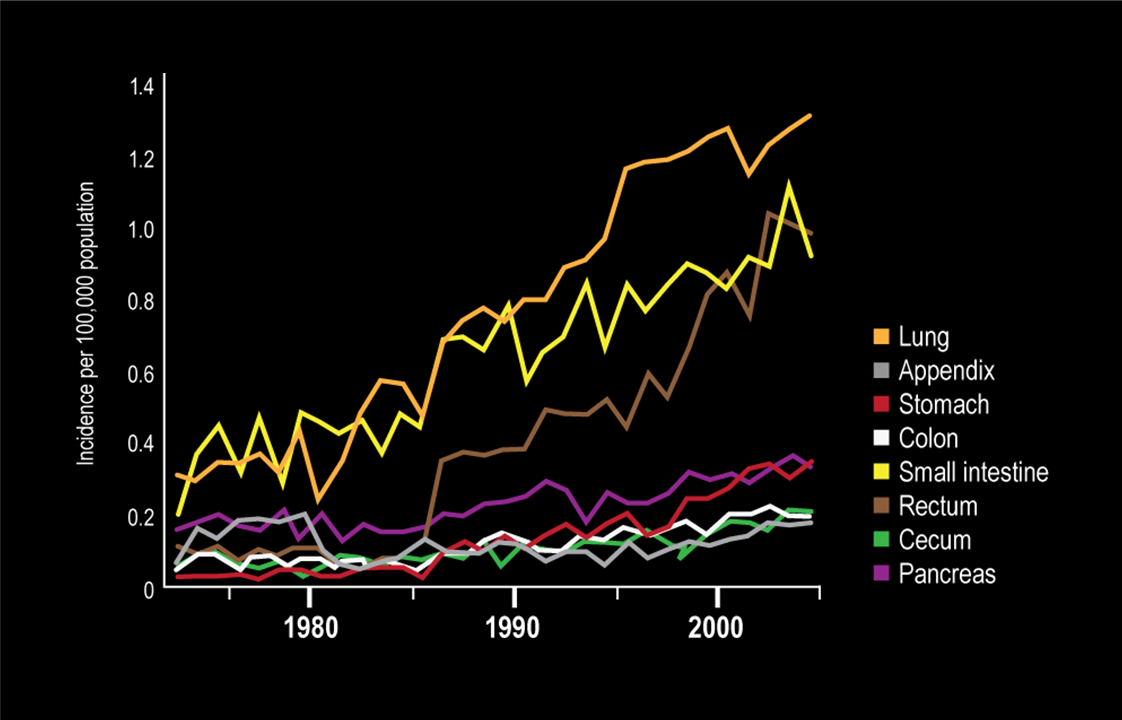 Incidence per 100,000 population
1.4
1.2
1.0
0.8
0.6
0.4
0.2
0
1980
1990
2000
Lung
Appendix
Stomach
Colon
Small intestine
Rectum
Cecum
Pancreas